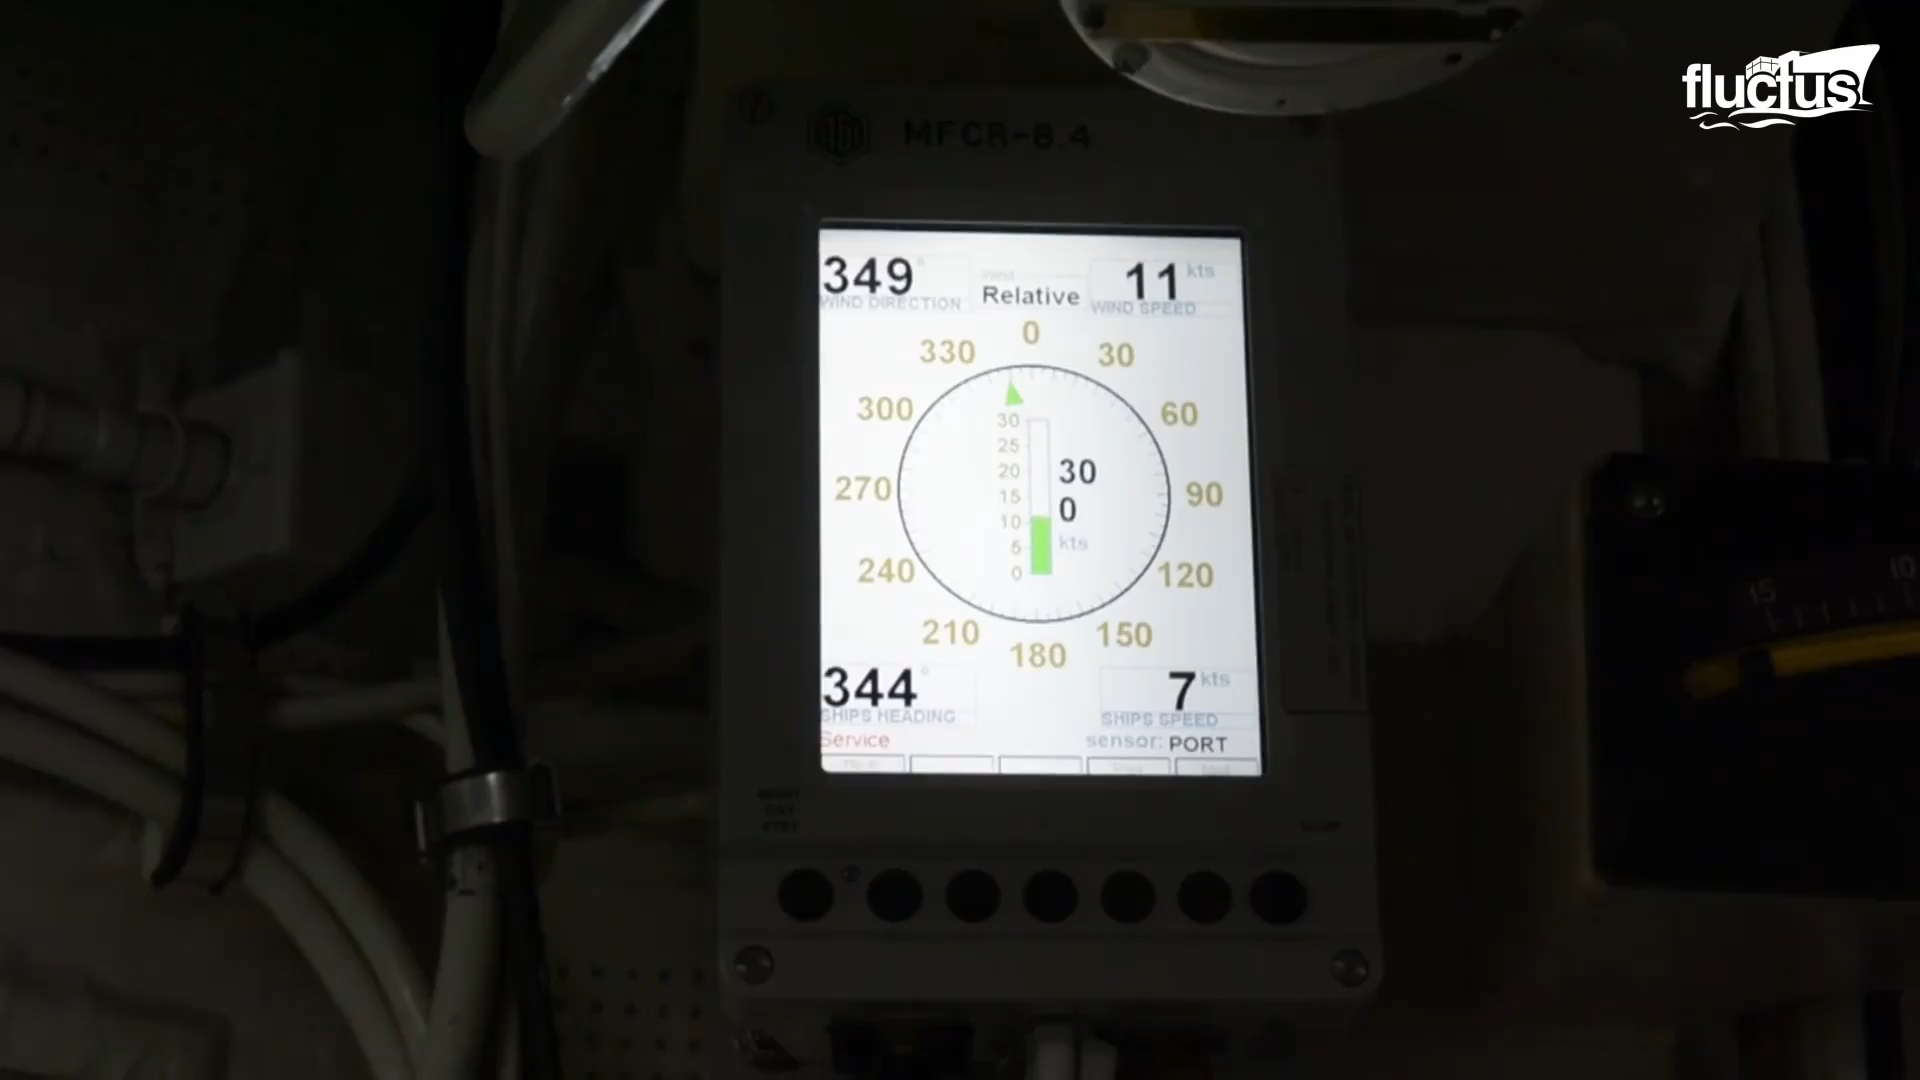 fluctus
MFCR-8.4
349°
WIND DIRECTION
Wind
Relative
11 kts
WIND SPEED
0
330
30
300
60
270
90
240
120
210
150
180
30
25
20
15
10
5
0
30
0
kts
344°
SHIPS HEADING
7 kts
SHIPS SPEED
Service
sensor: PORT
15
10